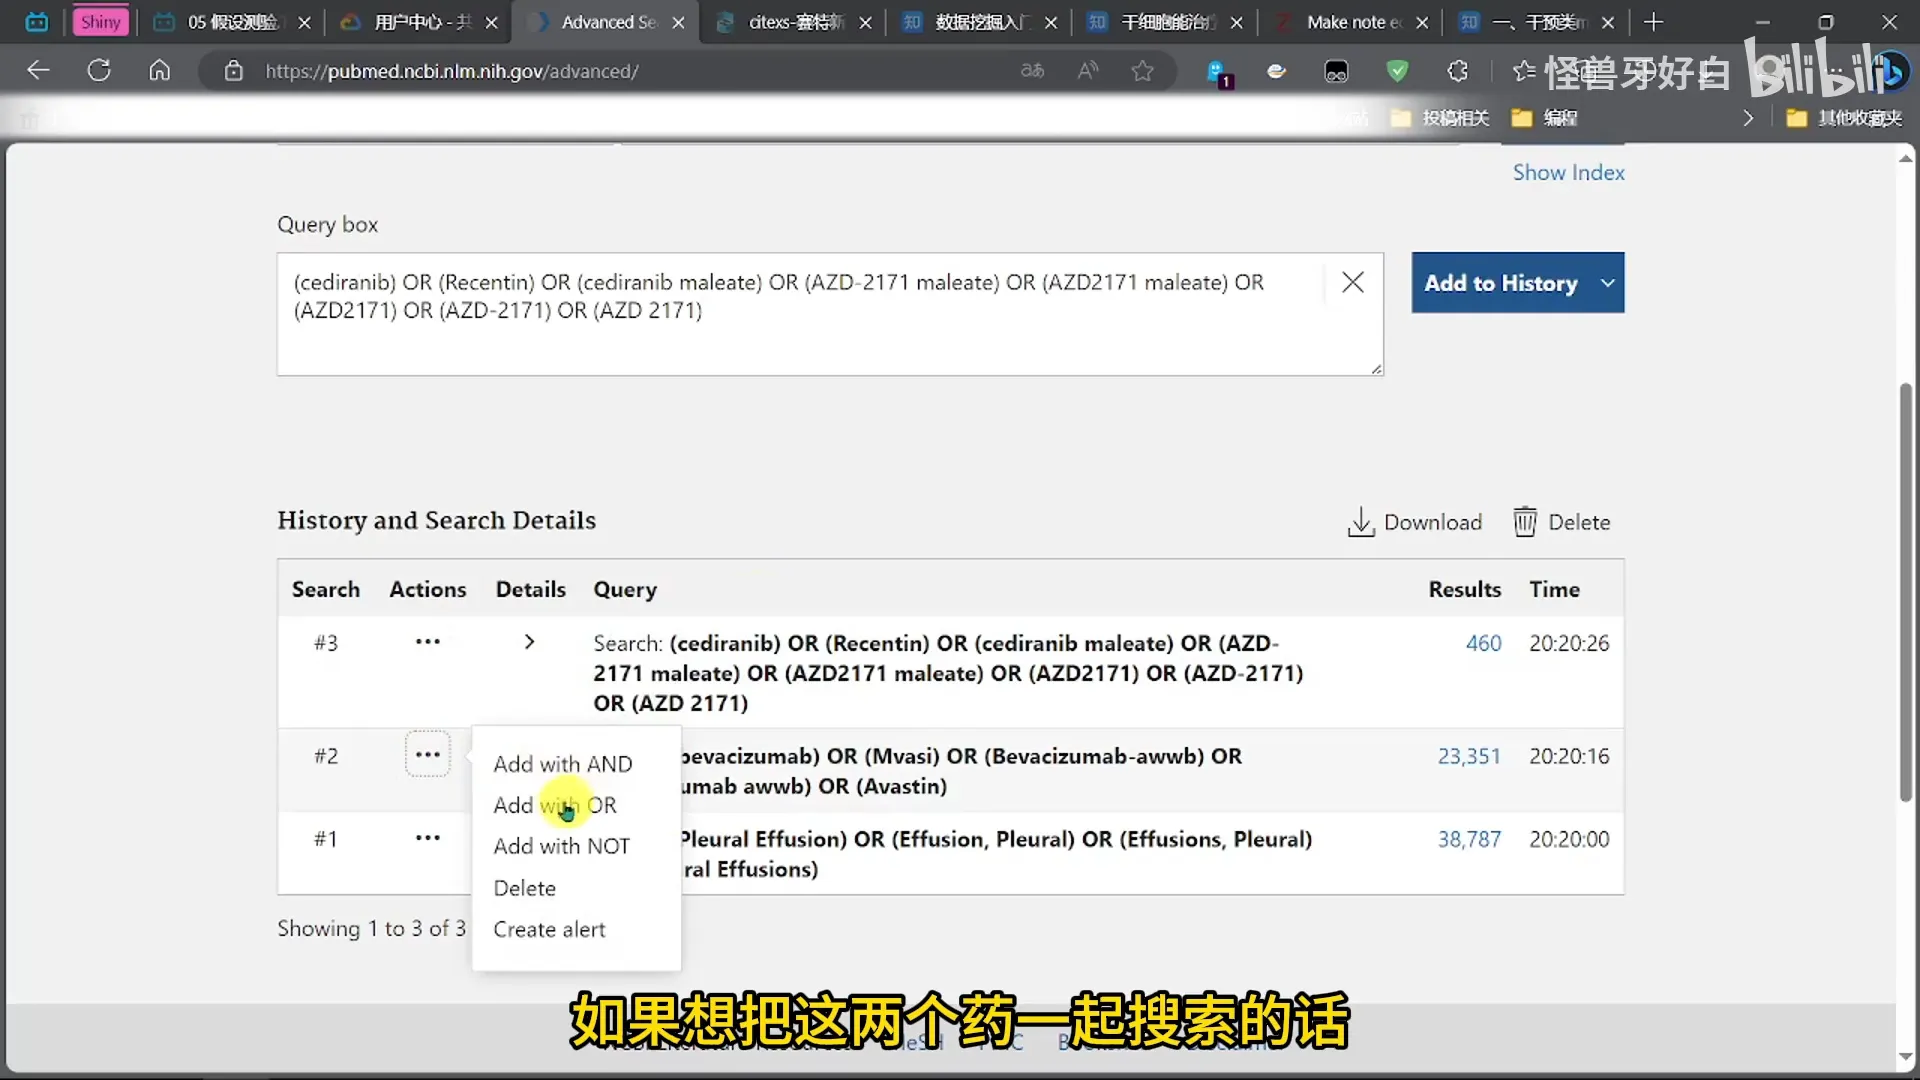 Shiny
05 假设测验
用户中心 - 共
Advanced Se
citexs-赛特新
数据挖掘入门
干细胞能治疗
Make note e
一、干预类m
https://pubmed.ncbi.nlm.nih.gov/advanced/
怪兽牙好白 bilibili
投稿相关
编程
其他收藏夹
Show Index
Query box
(cediranib) OR (Recentin) OR (cediranib maleate) OR (AZD-2171 maleate) OR (AZD2171 maleate) OR
(AZD2171) OR (AZD-2171) OR (AZD 2171)
Add to History
History and Search Details
Download
Delete
Search Actions Details Query Results Time
#3 Search: (cediranib) OR (Recentin) OR (cediranib maleate) OR (AZD- 460 20:20:26
2171 maleate) OR (AZD2171 maleate) OR (AZD2171) OR (AZD-2171)
OR (AZD 2171)
#2 bevacizumab) OR (Mvasi) OR (Bevacizumab-awwb) OR 23,351 20:20:16
umab awwb) OR (Avastin)
#1 Pleural Effusion) OR (Effusion, Pleural) OR (Effusions, Pleural) 38,787 20:20:00
ral Effusions)
Add with AND
Add with OR
Add with NOT
Delete
Create alert
Showing 1 to 3 of 3
如果想把这两个药一起搜索的话